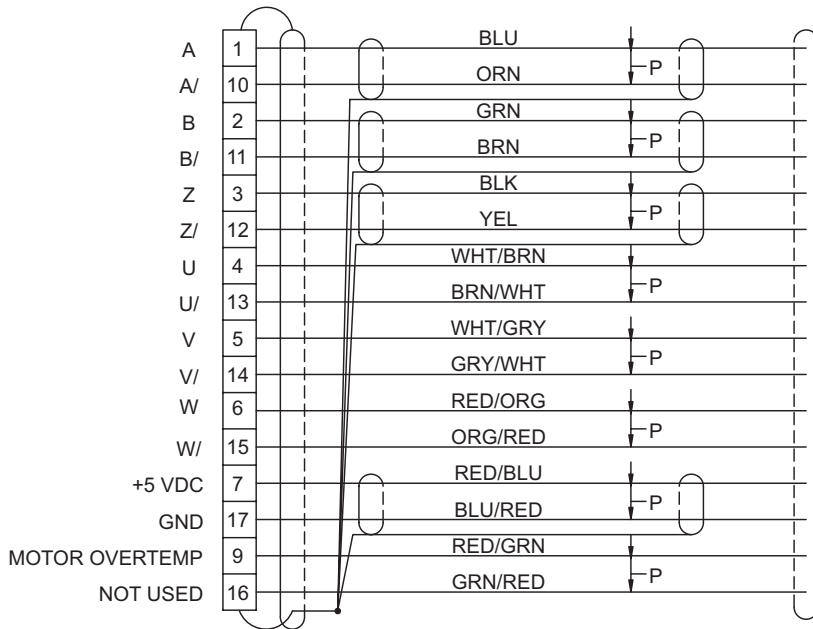 A 1 BLU
P
A/ 10 ORN
B 2 GRN
P
B/ 11 BRN
Z 3 BLK
P
Z/ 12 YEL
U 4 WHT/BRN
P
U/ 13 BRN/WHT
V 5 WHT/GRY
P
V/ 14 GRY/WHT
W 6 RED/ORG
P
W/ 15 ORG/RED
+5 VDC 7 RED/BLU
P
GND 17 BLU/RED
MOTOR OVERTEMP 9 RED/GRN
P
NOT USED 16 GRN/RED